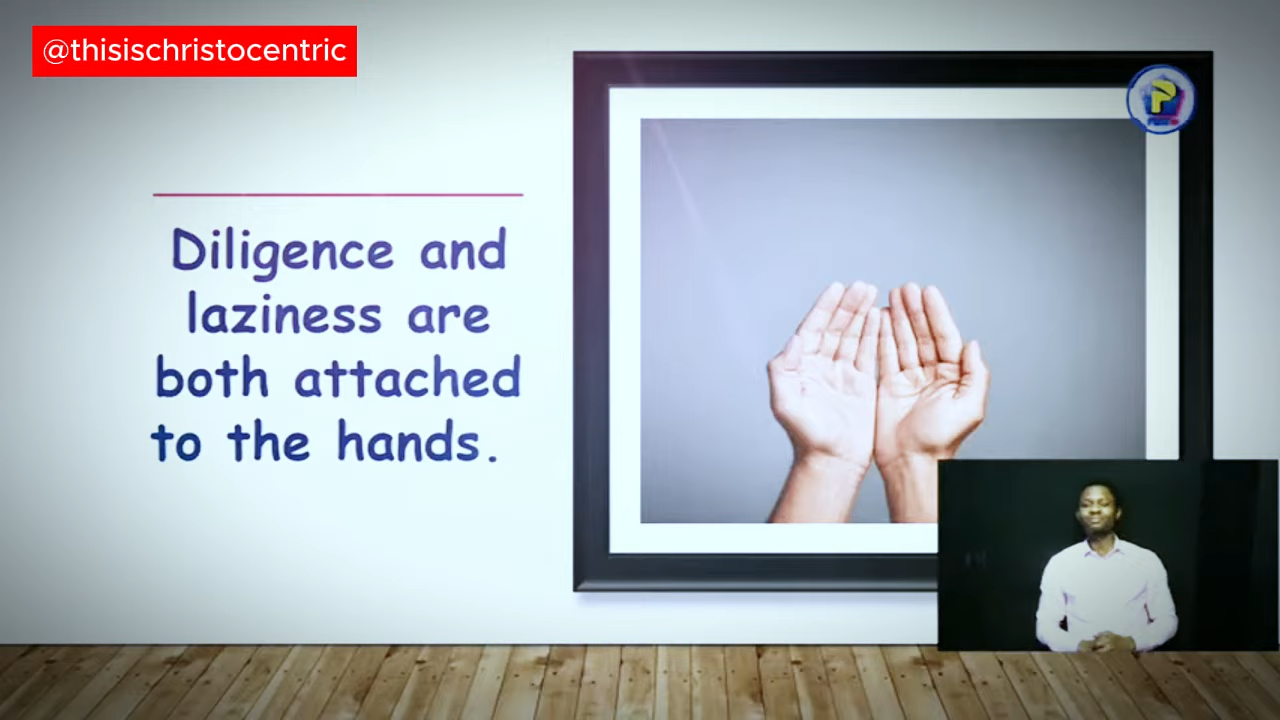 @thisischristocentric
Diligence and
laziness are
both attached
to the hands.